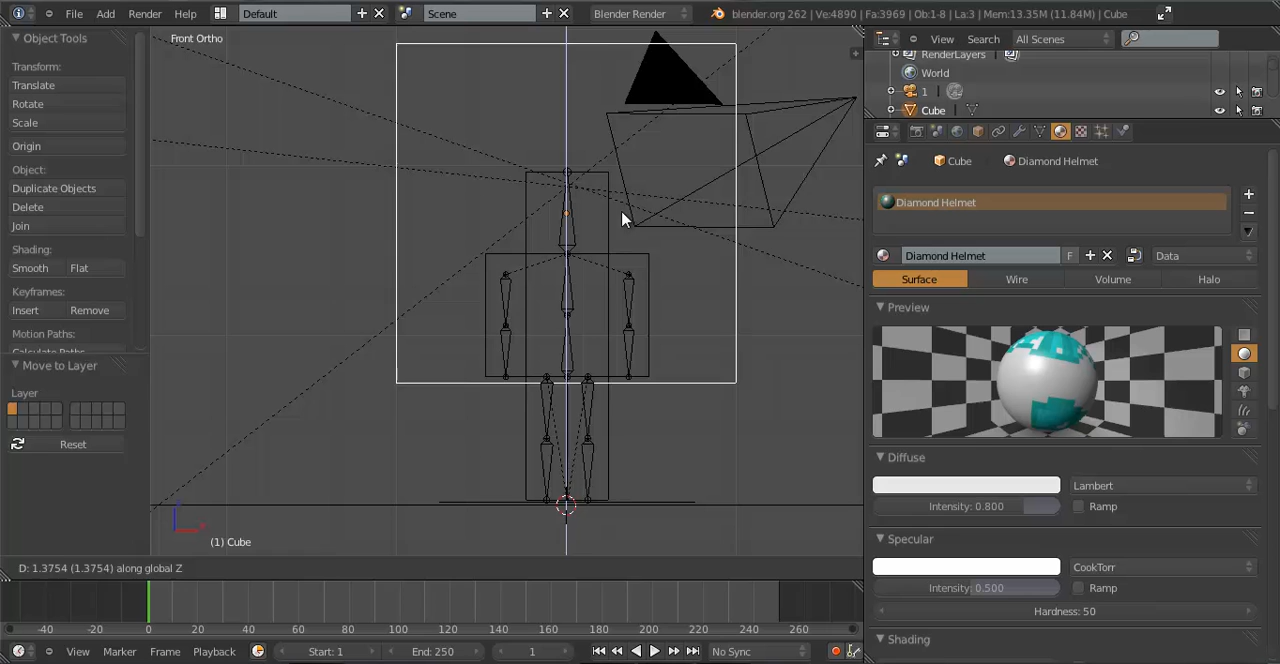 File Add Render Help Default Scene Blender Render blender.org 262 | Ve:4890 | Fa:3969 | Ob:1-8 | La:3 | Mem:13.35M (11.84M) | Cube
Object Tools
Transform:
Translate
Rotate
Scale
Origin
Object:
Duplicate Objects
Delete
Join
Shading:
Smooth Flat
Keyframes:
Insert Remove
Motion Paths:
Calculate Paths
Move to Layer
Layer
Reset
Front Ortho
(1) Cube
D: 1.3754 (1.3754) along global Z
View Search All Scenes
RenderLayers
World
1
Cube
Cube Diamond Helmet
Diamond Helmet
Diamond Helmet F Data
Surface Wire Volume Halo
Preview
Diffuse
Lambert
Intensity: 0.800 Ramp
Specular
CookTorr
Intensity: 0.500 Ramp
Hardness: 50
Shading
-40 -20 0 20 40 60 80 100 120 140 160 180 200 220 240 260
View Marker Frame Playback Start: 1 End: 250 1 No Sync